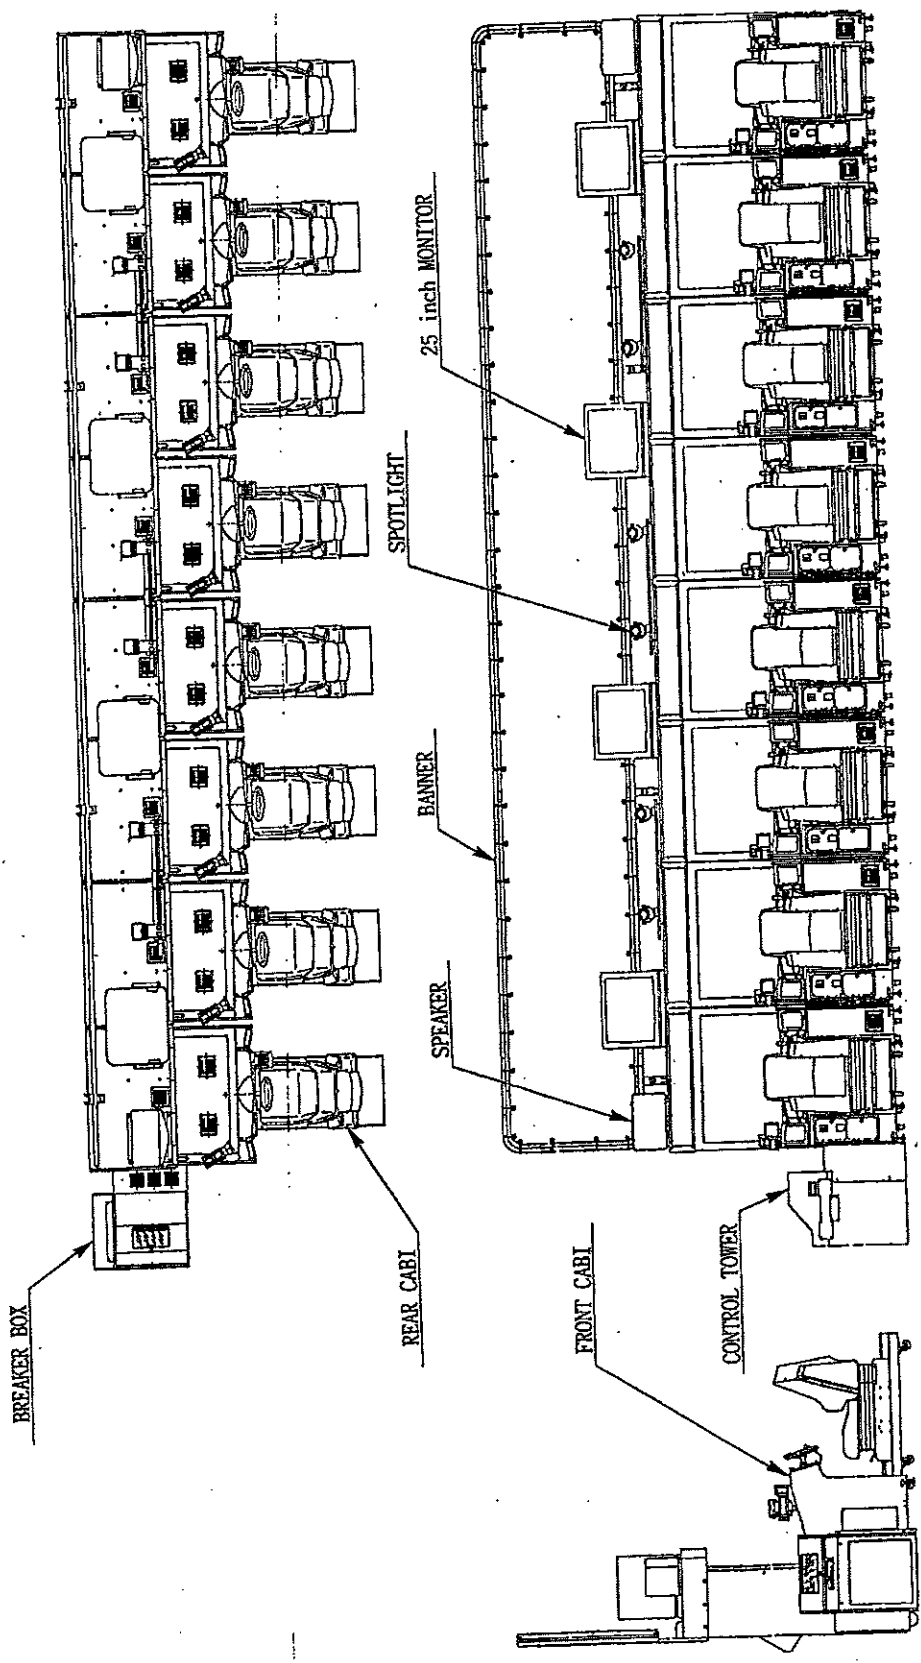 BREAKER BOX
REAR CABI
25 inch MONITOR
SPOTLIGHT
BANNER
SPEAKER
FRONT CABI
CONTROL TOWER